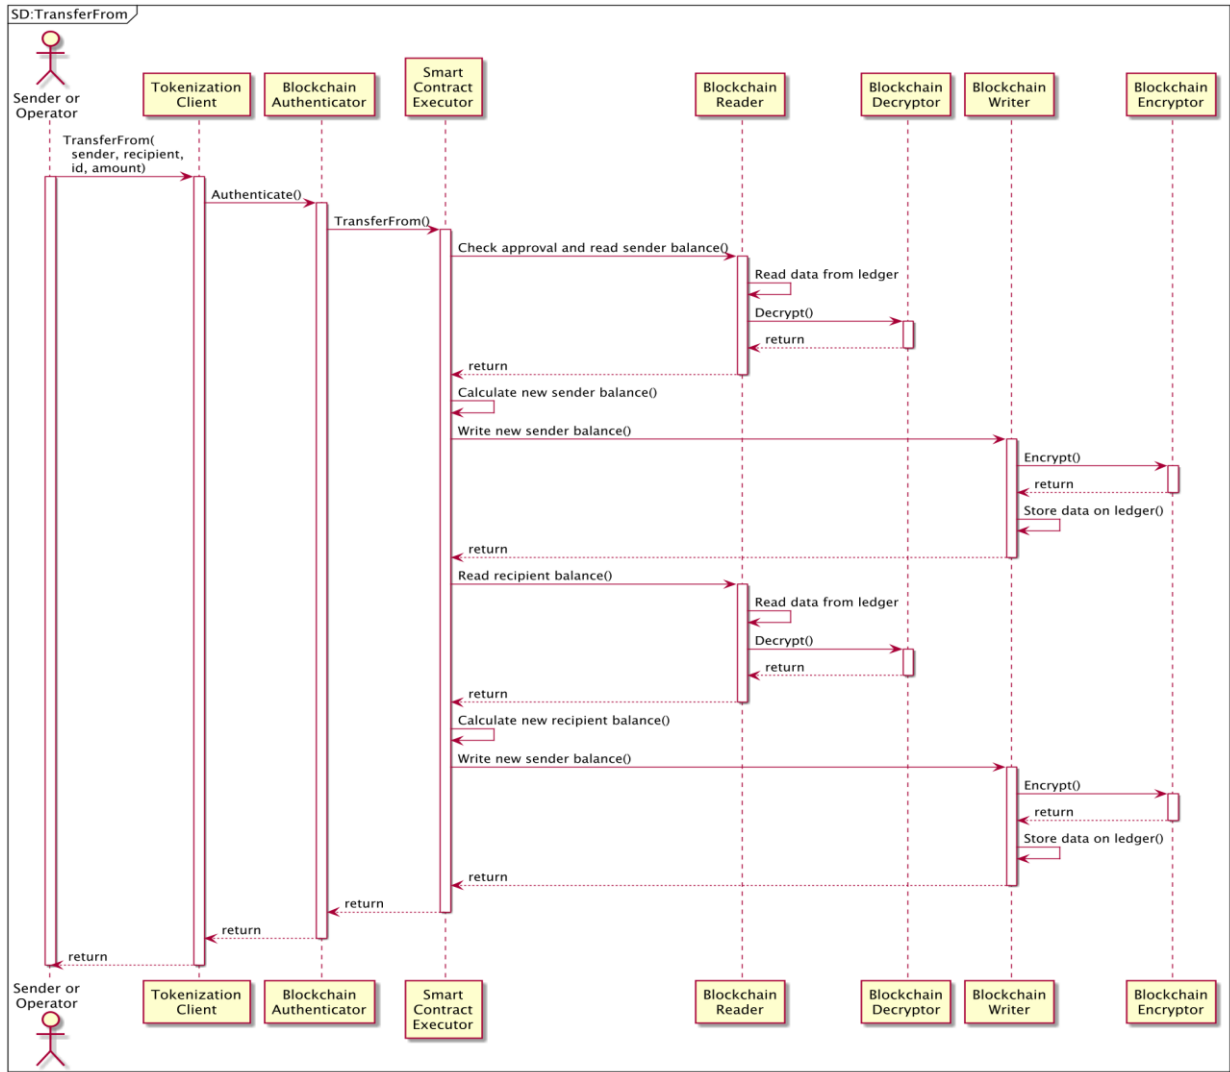 SD:TransferFrom
Sender or
Operator
Tokenization
Client
Blockchain
Authenticator
Smart
Contract
Executor
Blockchain
Reader
Blockchain
Decryptor
Blockchain
Writer
Blockchain
Encryptor
TransferFrom(
sender, recipient,
id, amount)
Authenticate()
TransferFrom()
Check approval and read sender balance()
Read data from ledger
Decrypt()
return
return
Calculate new sender balance()
Write new sender balance()
Encrypt()
return
Store data on ledger()
return
Read recipient balance()
Read data from ledger
Decrypt()
return
return
Calculate new recipient balance()
Write new sender balance()
Encrypt()
return
Store data on ledger()
return
return
return
return
Sender or
Operator
Tokenization
Client
Blockchain
Authenticator
Smart
Contract
Executor
Blockchain
Reader
Blockchain
Decryptor
Blockchain
Writer
Blockchain
Encryptor